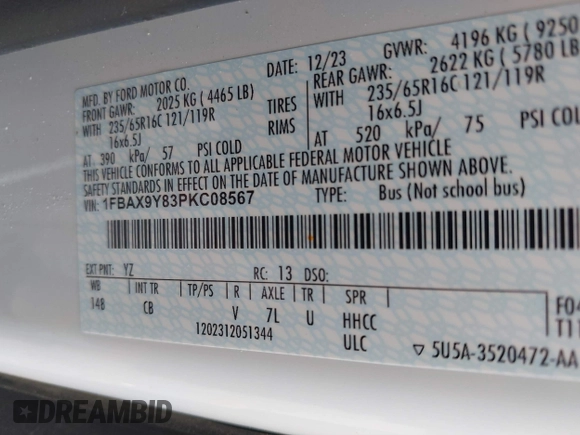 MFD. BY FORD MOTOR CO.
DATE: 12/23
GVWR: 4196 KG ( 9250
FRONT GAWR: 2025 KG ( 4465 LB)
REAR GAWR: 2622 KG ( 5780 LB
WITH 235/65R16C 121/119R TIRES WITH 235/65R16C 121/119R
16x6.5J RIMS 16x6.5J
AT 390 kPa/ 57 PSI COLD AT 520 kPa/ 75 PSI COL
THIS VEHICLE CONFORMS TO ALL APPLICABLE FEDERAL MOTOR VEHICLE
SAFETY STANDARDS IN EFFECT ON THE DATE OF MANUFACTURE SHOWN ABOVE.
VIN: 1FBAX9Y83PKC08567 TYPE: Bus (Not school bus)
EXT PNT: YZ RC: 13 DSO:
WB INT TR TP/PS R AXLE TR SPR
148 CB V 7L U HHCC
ULC
F04
T11
1202312051344
▽ 5U5A-3520472-AA
DREAMBID